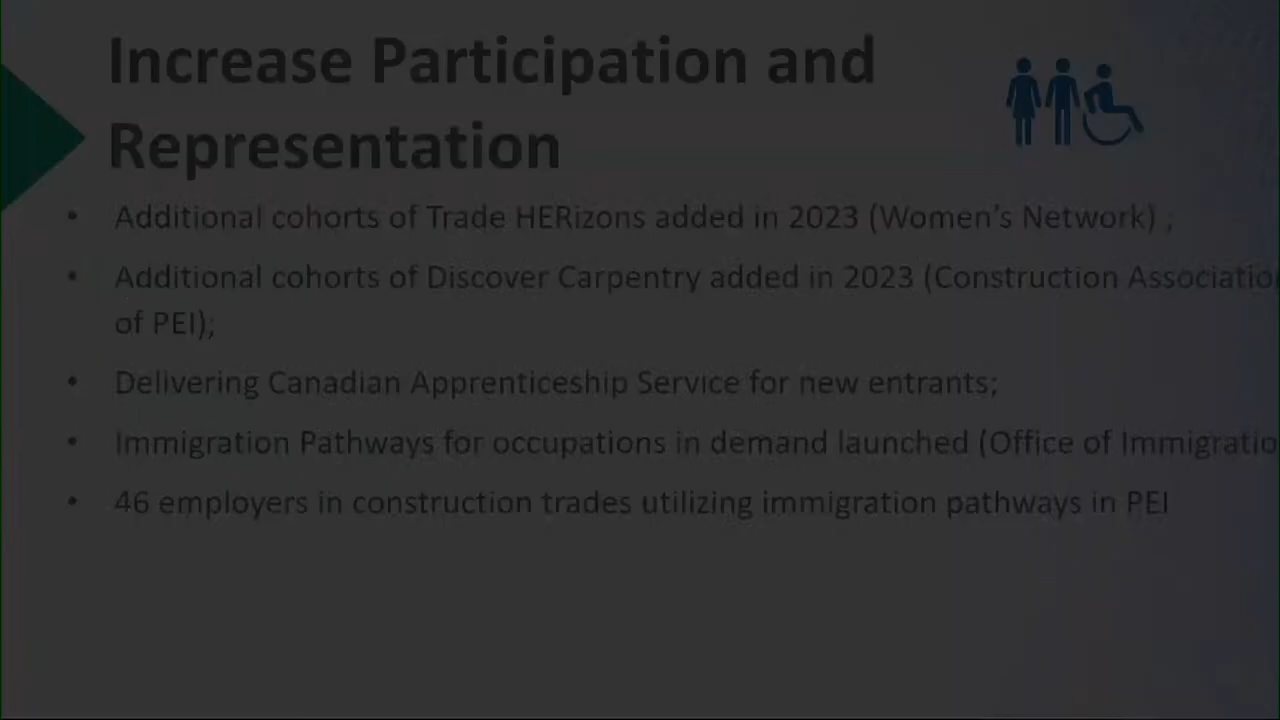 Increase Participation and
Representation
• Additional cohorts of Trade HERizons added in 2023 (Women's Network) ;
• Additional cohorts of Discover Carpentry added in 2023 (Construction Associatio
of PEI);
• Delivering Canadian Apprenticeship Service for new entrants;
• Immigration Pathways for occupations in demand launched (Office of Immigratio
• 46 employers in construction trades utilizing immigration pathways in PEI